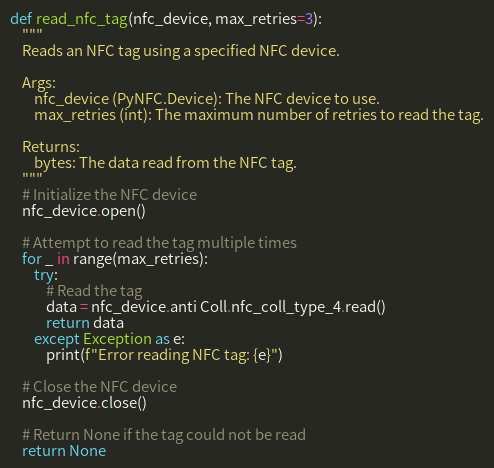 def read_nfc_tag(nfc_device, max_retries=3):
"""
Reads an NFC tag using a specified NFC device.
Args:
nfc_device (PyNFC.Device): The NFC device to use.
max_retries (int): The maximum number of retries to read the tag.
Returns:
bytes: The data read from the NFC tag.
"""
# Initialize the NFC device
nfc_device.open()
# Attempt to read the tag multiple times
for _ in range(max_retries):
try:
# Read the tag
data = nfc_device.anti Coll.nfc_coll_type_4.read()
return data
except Exception as e:
print(f"Error reading NFC tag: {e}")
# Close the NFC device
nfc_device.close()
# Return None if the tag could not be read
return None